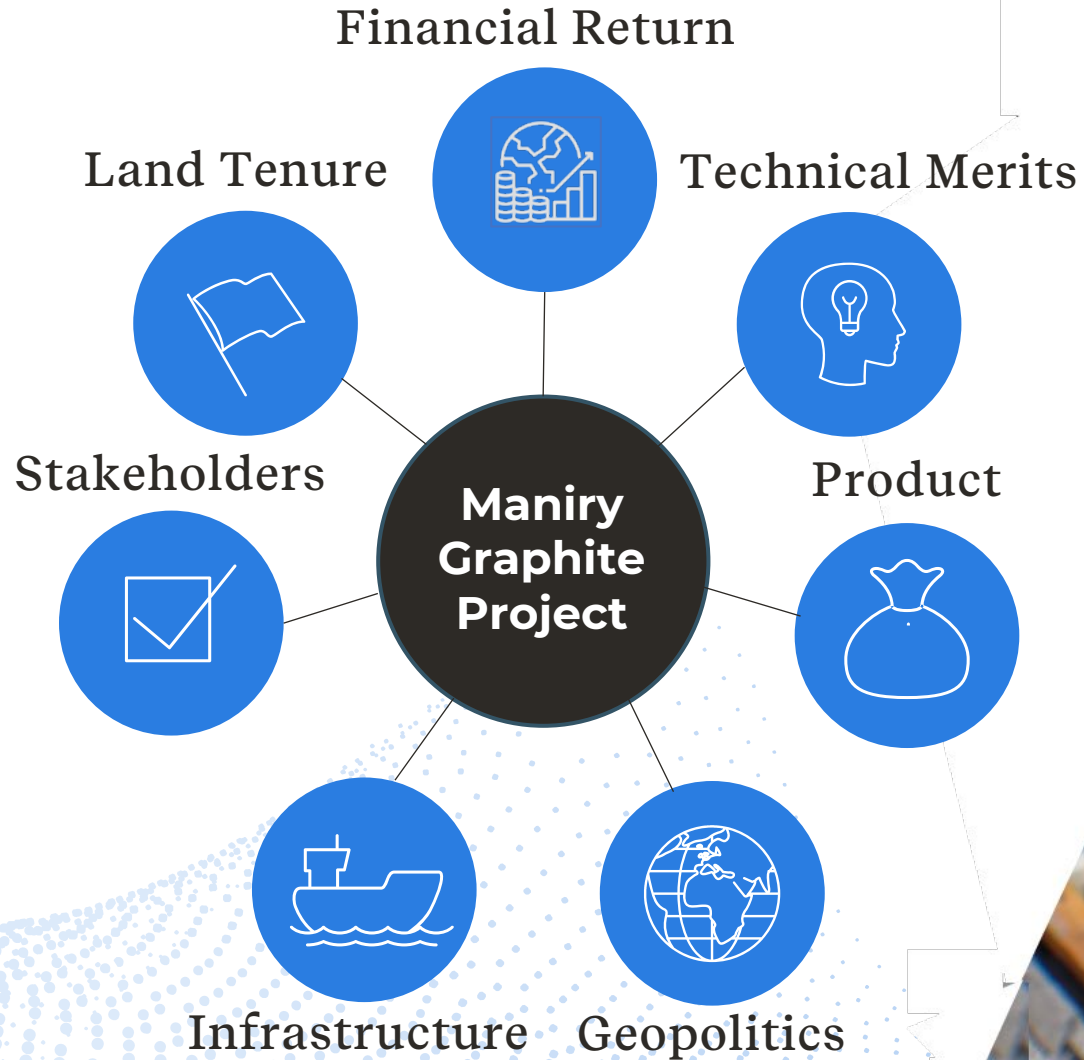 Financial Return
Land Tenure
Technical Merits
Stakeholders
Product
Maniry
Graphite
Project
Infrastructure
Geopolitics